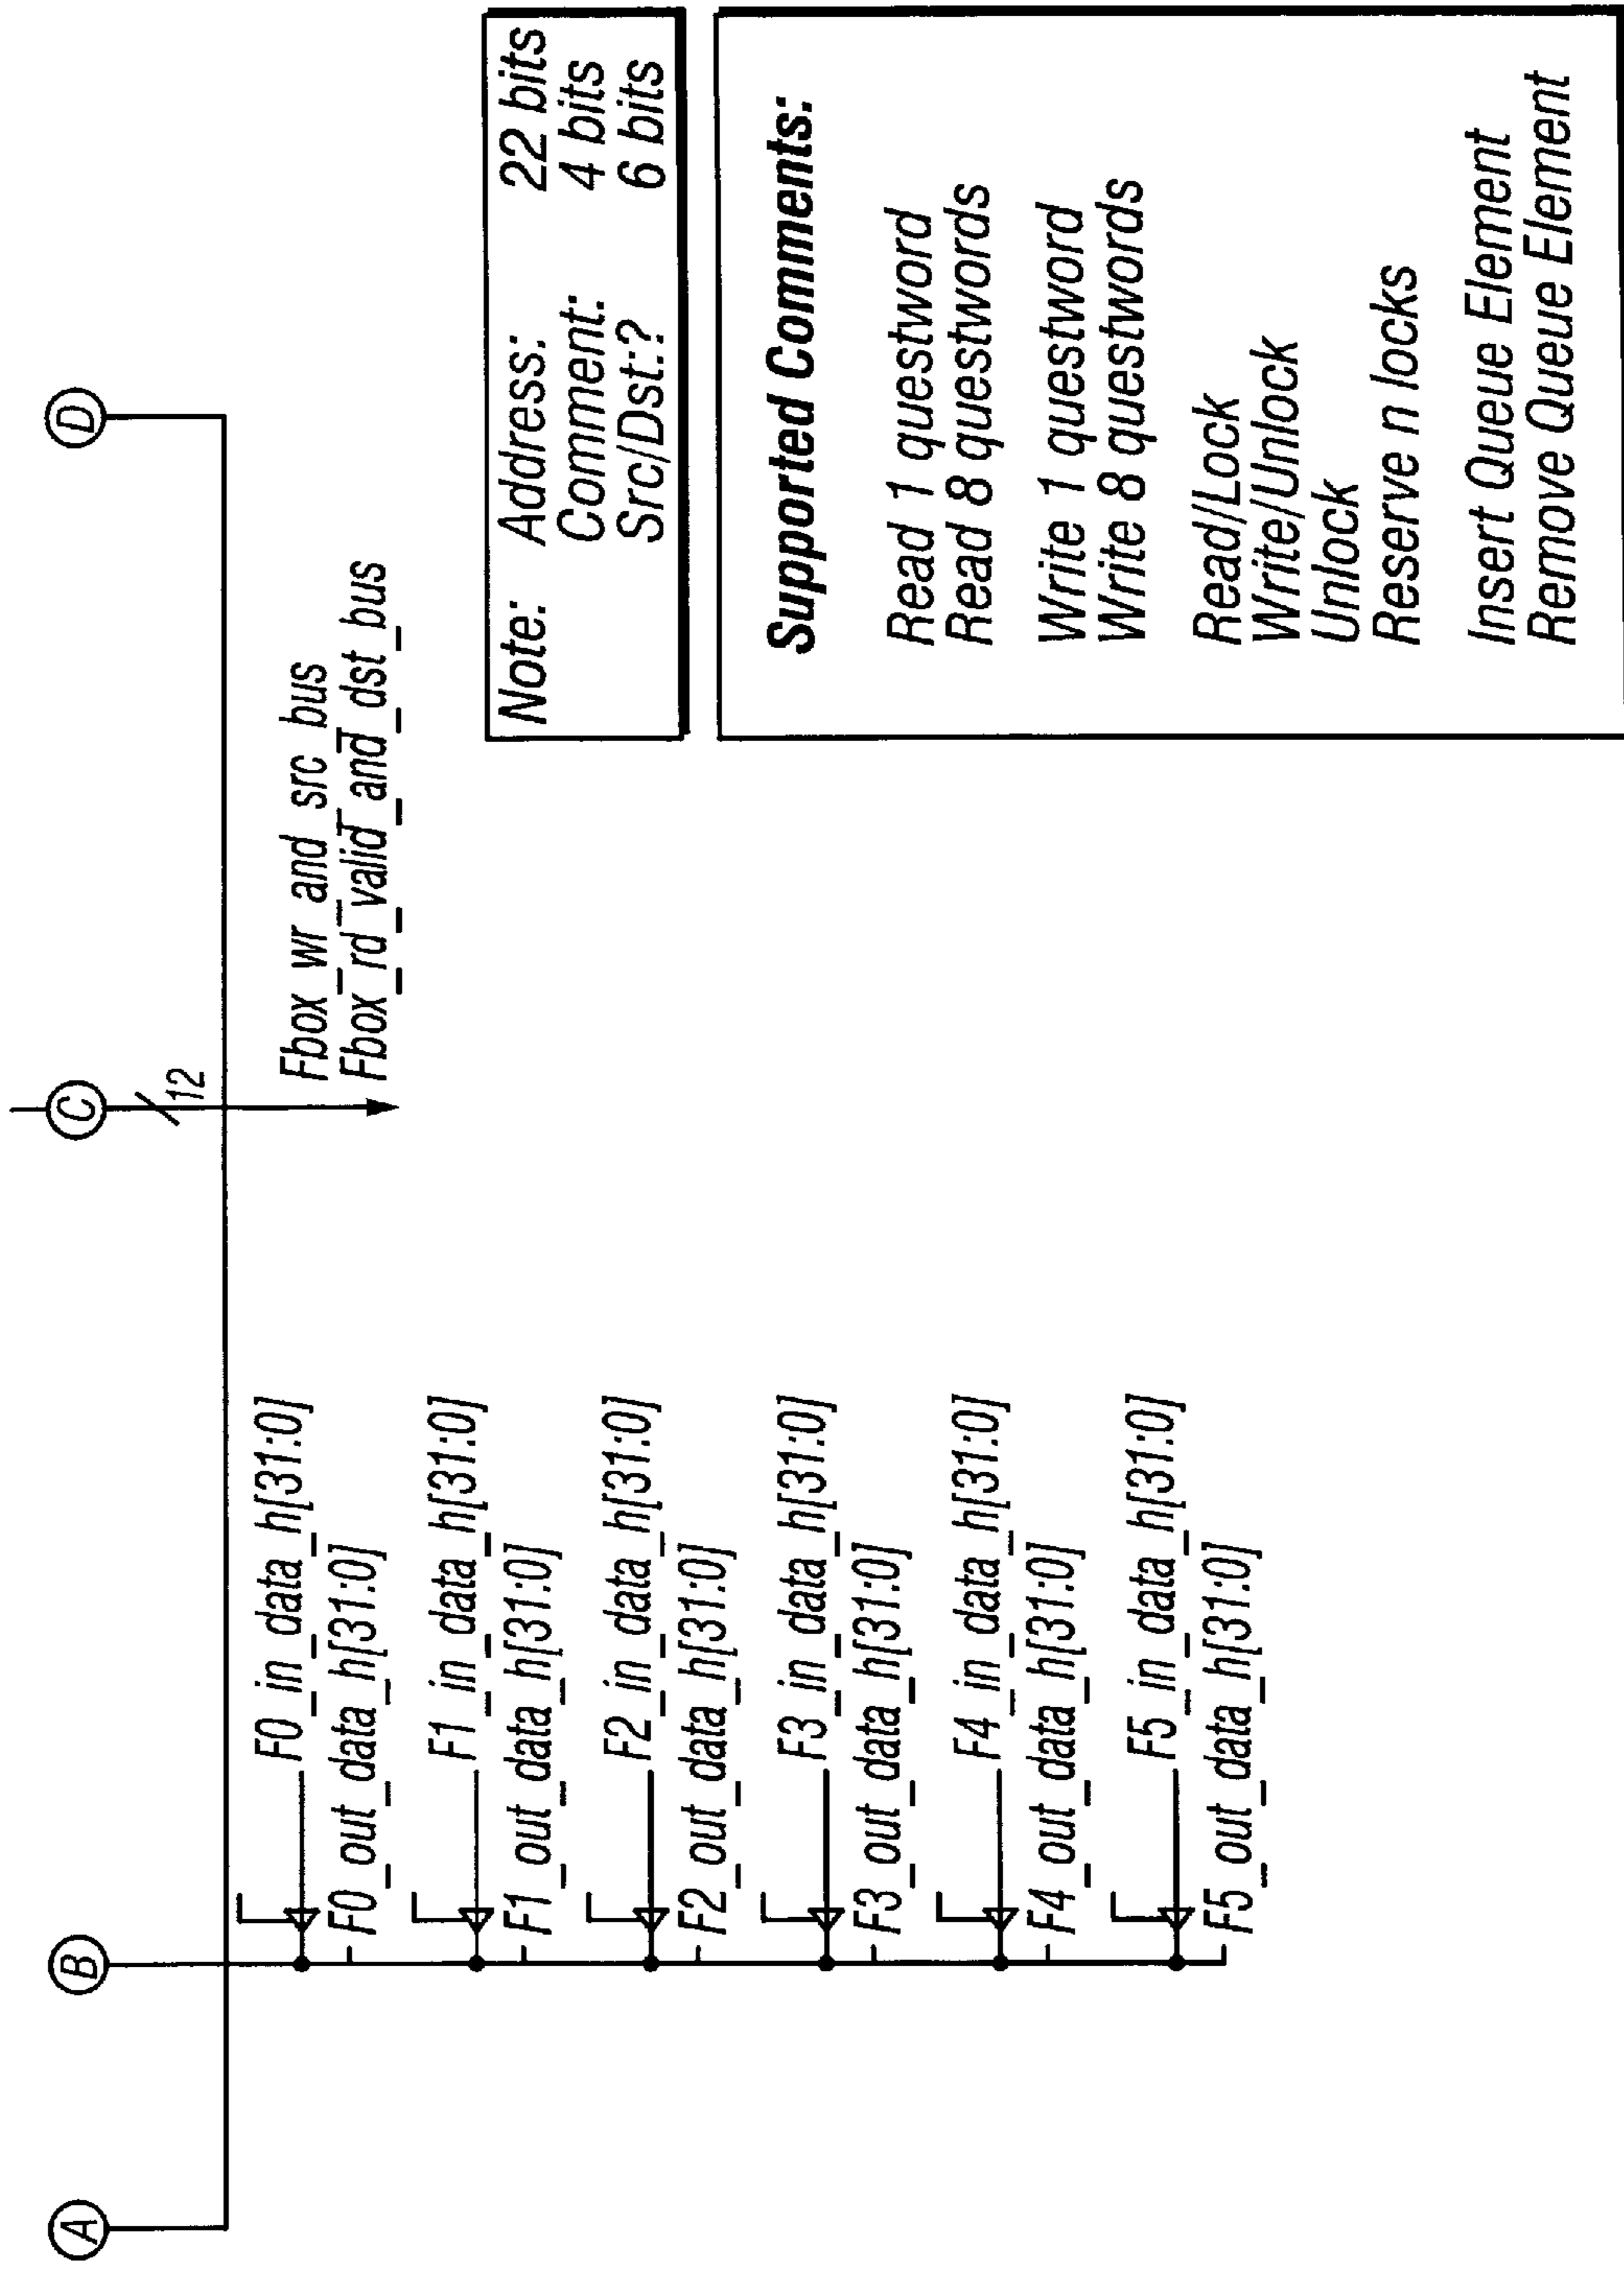 A
B
C
D
12
Fbox_wr_and_src_bus
Fbox_rd_valid_and_dst_bus
F0_in_data_h[31:0]
F0_out_data_h[31:0]
F1_in_data_h[31:0]
F1_out_data_h[31:0]
F2_in_data_h[31:0]
F2_out_data_h[31:0]
F3_in_data_h[31:0]
F3_out_data_h[31:0]
F4_in_data_h[31:0]
F4_out_data_h[31:0]
F5_in_data_h[31:0]
F5_out_data_h[31:0]
Note: Address: 22 bits
Comment: 4 bits
Src/Dst:? 6 bits
Supported Comments:
Read 1 questword
Read 8 questwords
Write 1 questword
Write 8 questwords
Read/Lock
Write/Unlock
Unlock
Reserve n locks
Insert Queue Element
Remove Queue Element